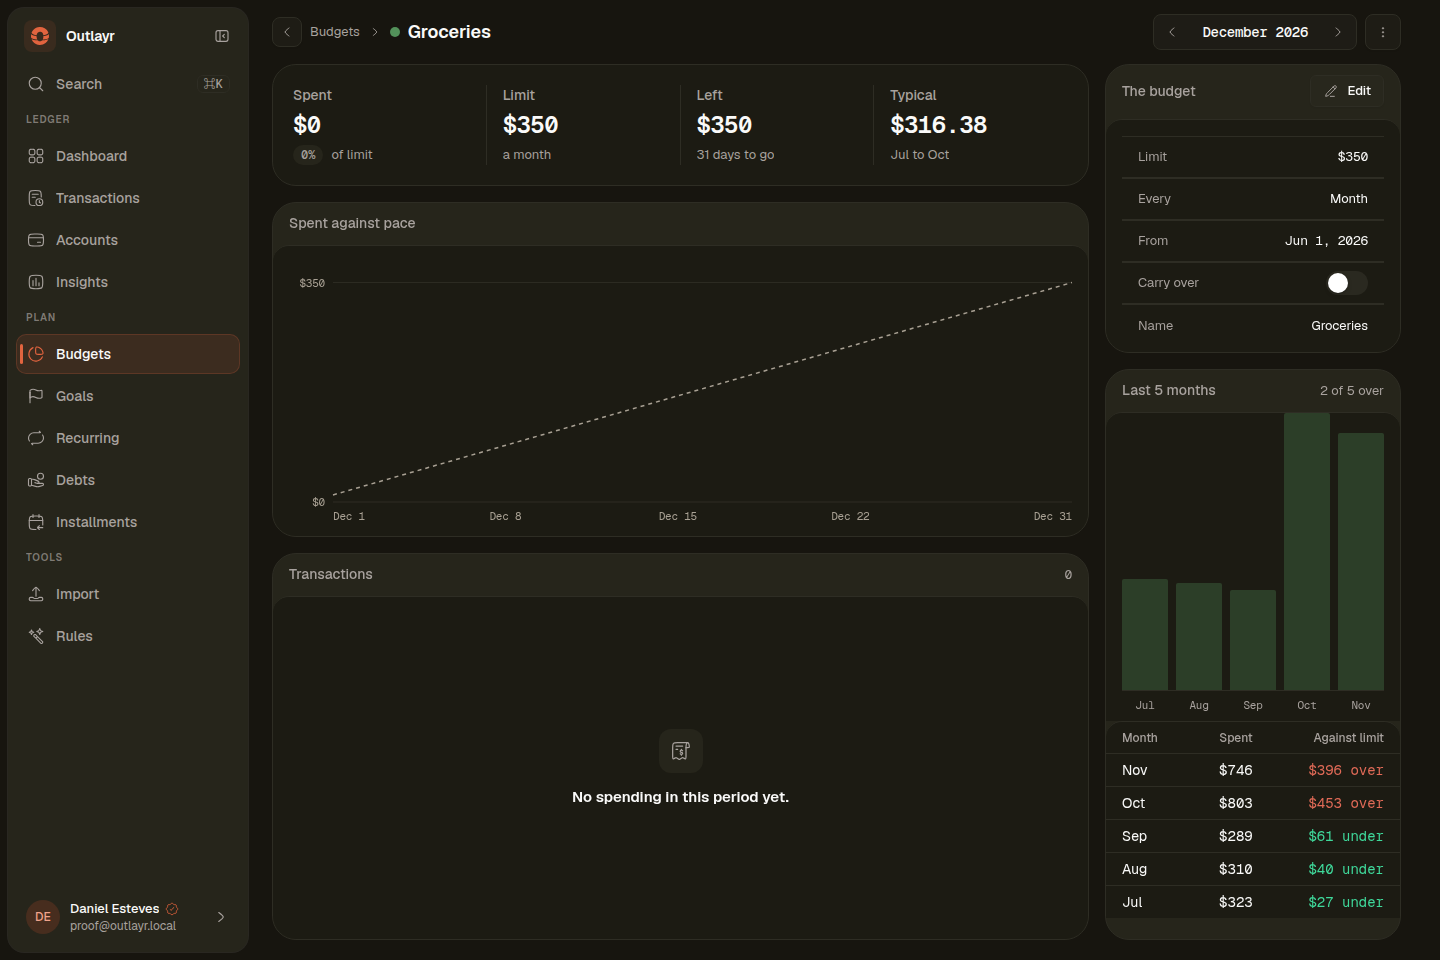 Outlayr
Search ⌘K
LEDGER
Dashboard
Transactions
Accounts
Insights
PLAN
Budgets
Goals
Recurring
Debts
Installments
TOOLS
Import
Rules
DE
Daniel Esteves
proof@outlayr.local
Budgets
Groceries
December 2026
Spent
$0
0% of limit
Limit
$350
a month
Left
$350
31 days to go
Typical
$316.38
Jul to Oct
Spent against pace
$350
$0
Dec 1 Dec 8 Dec 15 Dec 22 Dec 31
Transactions 0
No spending in this period yet.
The budget Edit
Limit $350
Every Month
From Jun 1, 2026
Carry over
Name Groceries
Last 5 months 2 of 5 over
Jul Aug Sep Oct Nov
Month Spent Against limit
Nov $746 $396 over
Oct $803 $453 over
Sep $289 $61 under
Aug $310 $40 under
Jul $323 $27 under